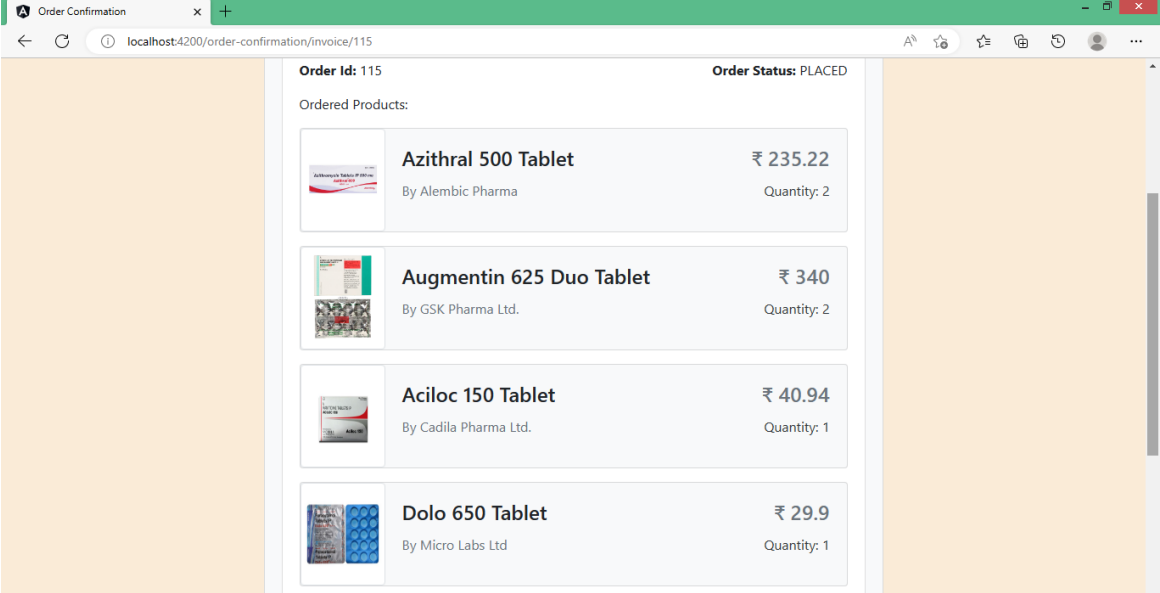 Order Confirmation
localhost:4200/order-confirmation/invoice/115
Order Id: 115 Order Status: PLACED
Ordered Products:
Azithral 500 Tablet ₹ 235.22
By Alembic Pharma Quantity: 2
Augmentin 625 Duo Tablet ₹ 340
By GSK Pharma Ltd. Quantity: 2
Aciloc 150 Tablet ₹ 40.94
By Cadila Pharma Ltd. Quantity: 1
Dolo 650 Tablet ₹ 29.9
By Micro Labs Ltd Quantity: 1